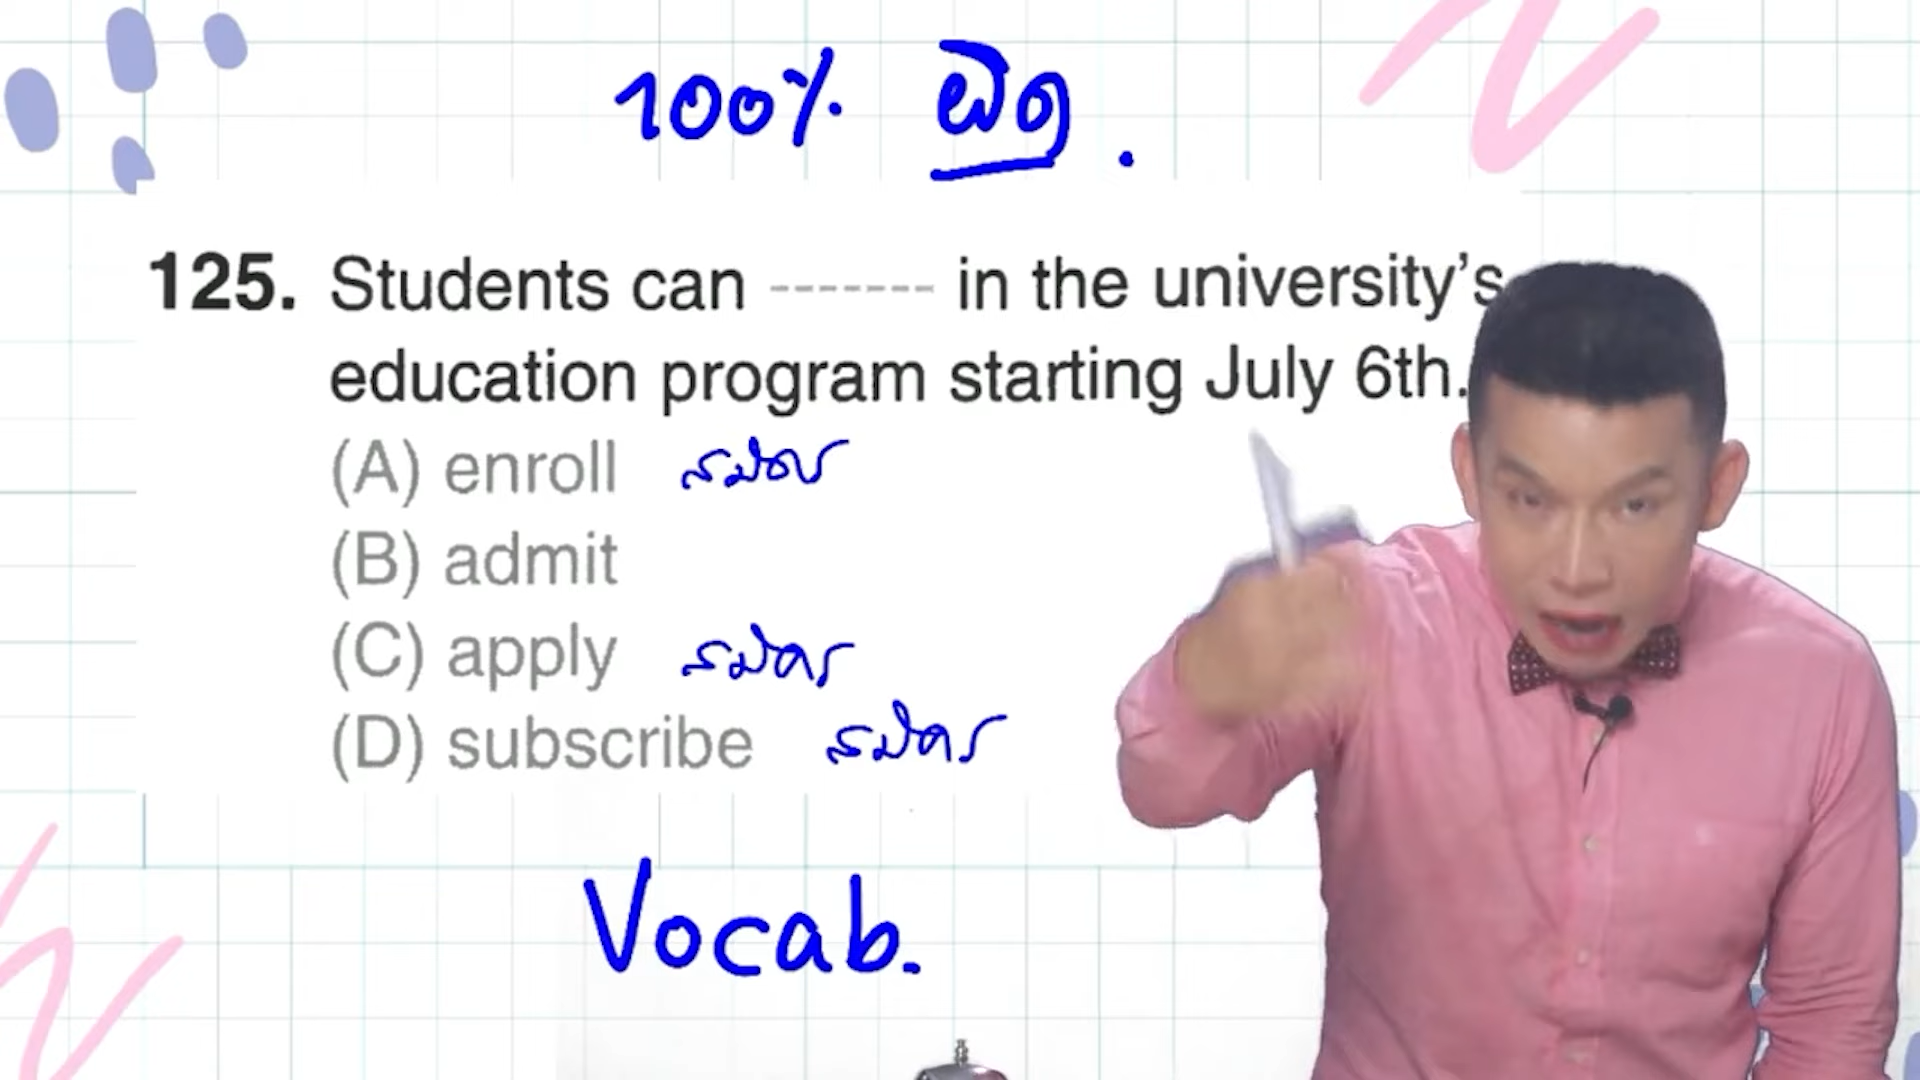 100% ผิด.
125. Students can ------- in the university's
education program starting July 6th.
(A) enroll สมัคร
(B) admit
(C) apply สมัคร
(D) subscribe สมัคร
Vocab.